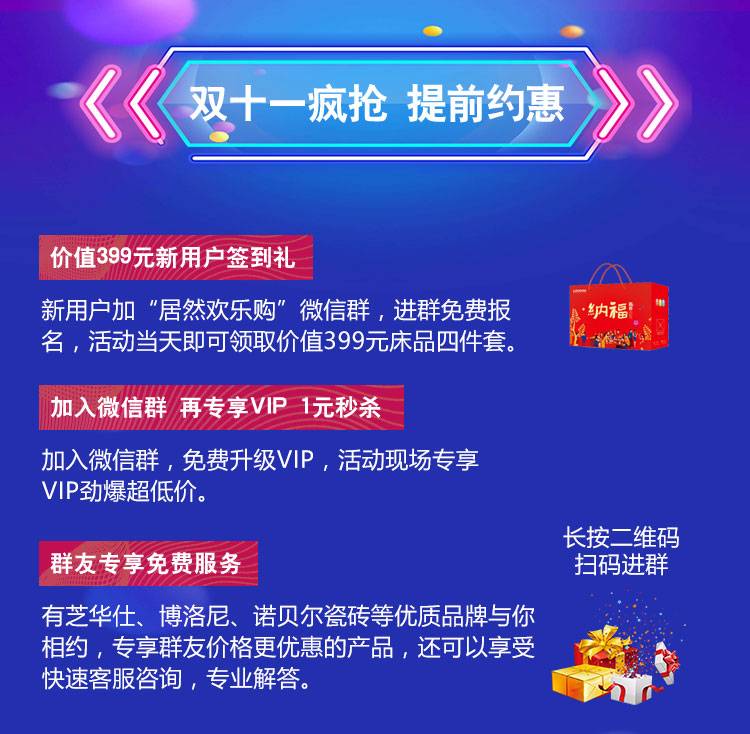 双十一疯抢 提前约惠
价值399元新用户签到礼
新用户加“居然欢乐购”微信群，进群免费报
名，活动当天即可领取价值399元床品四件套。
纳福
加入微信群 再专享VIP 1元秒杀
加入微信群，免费升级VIP，活动现场专享
VIP劲爆超低价。
长按二维码
扫码进群
群友专享免费服务
有芝华仕、博洛尼、诺贝尔瓷砖等优质品牌与你
相约，专享群友价格更优惠的产品，还可以享受
快速客服咨询，专业解答。